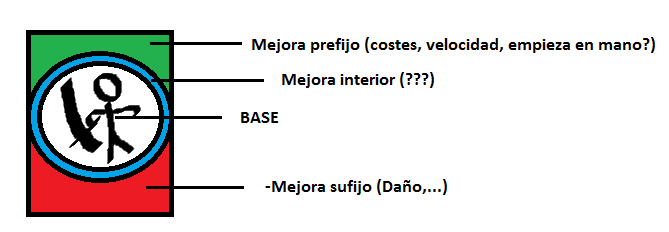 Mejora prefijo (costes, velocidad, empieza en mano?)
Mejora interior (???)
BASE
-Mejora sufijo (Daño,...)